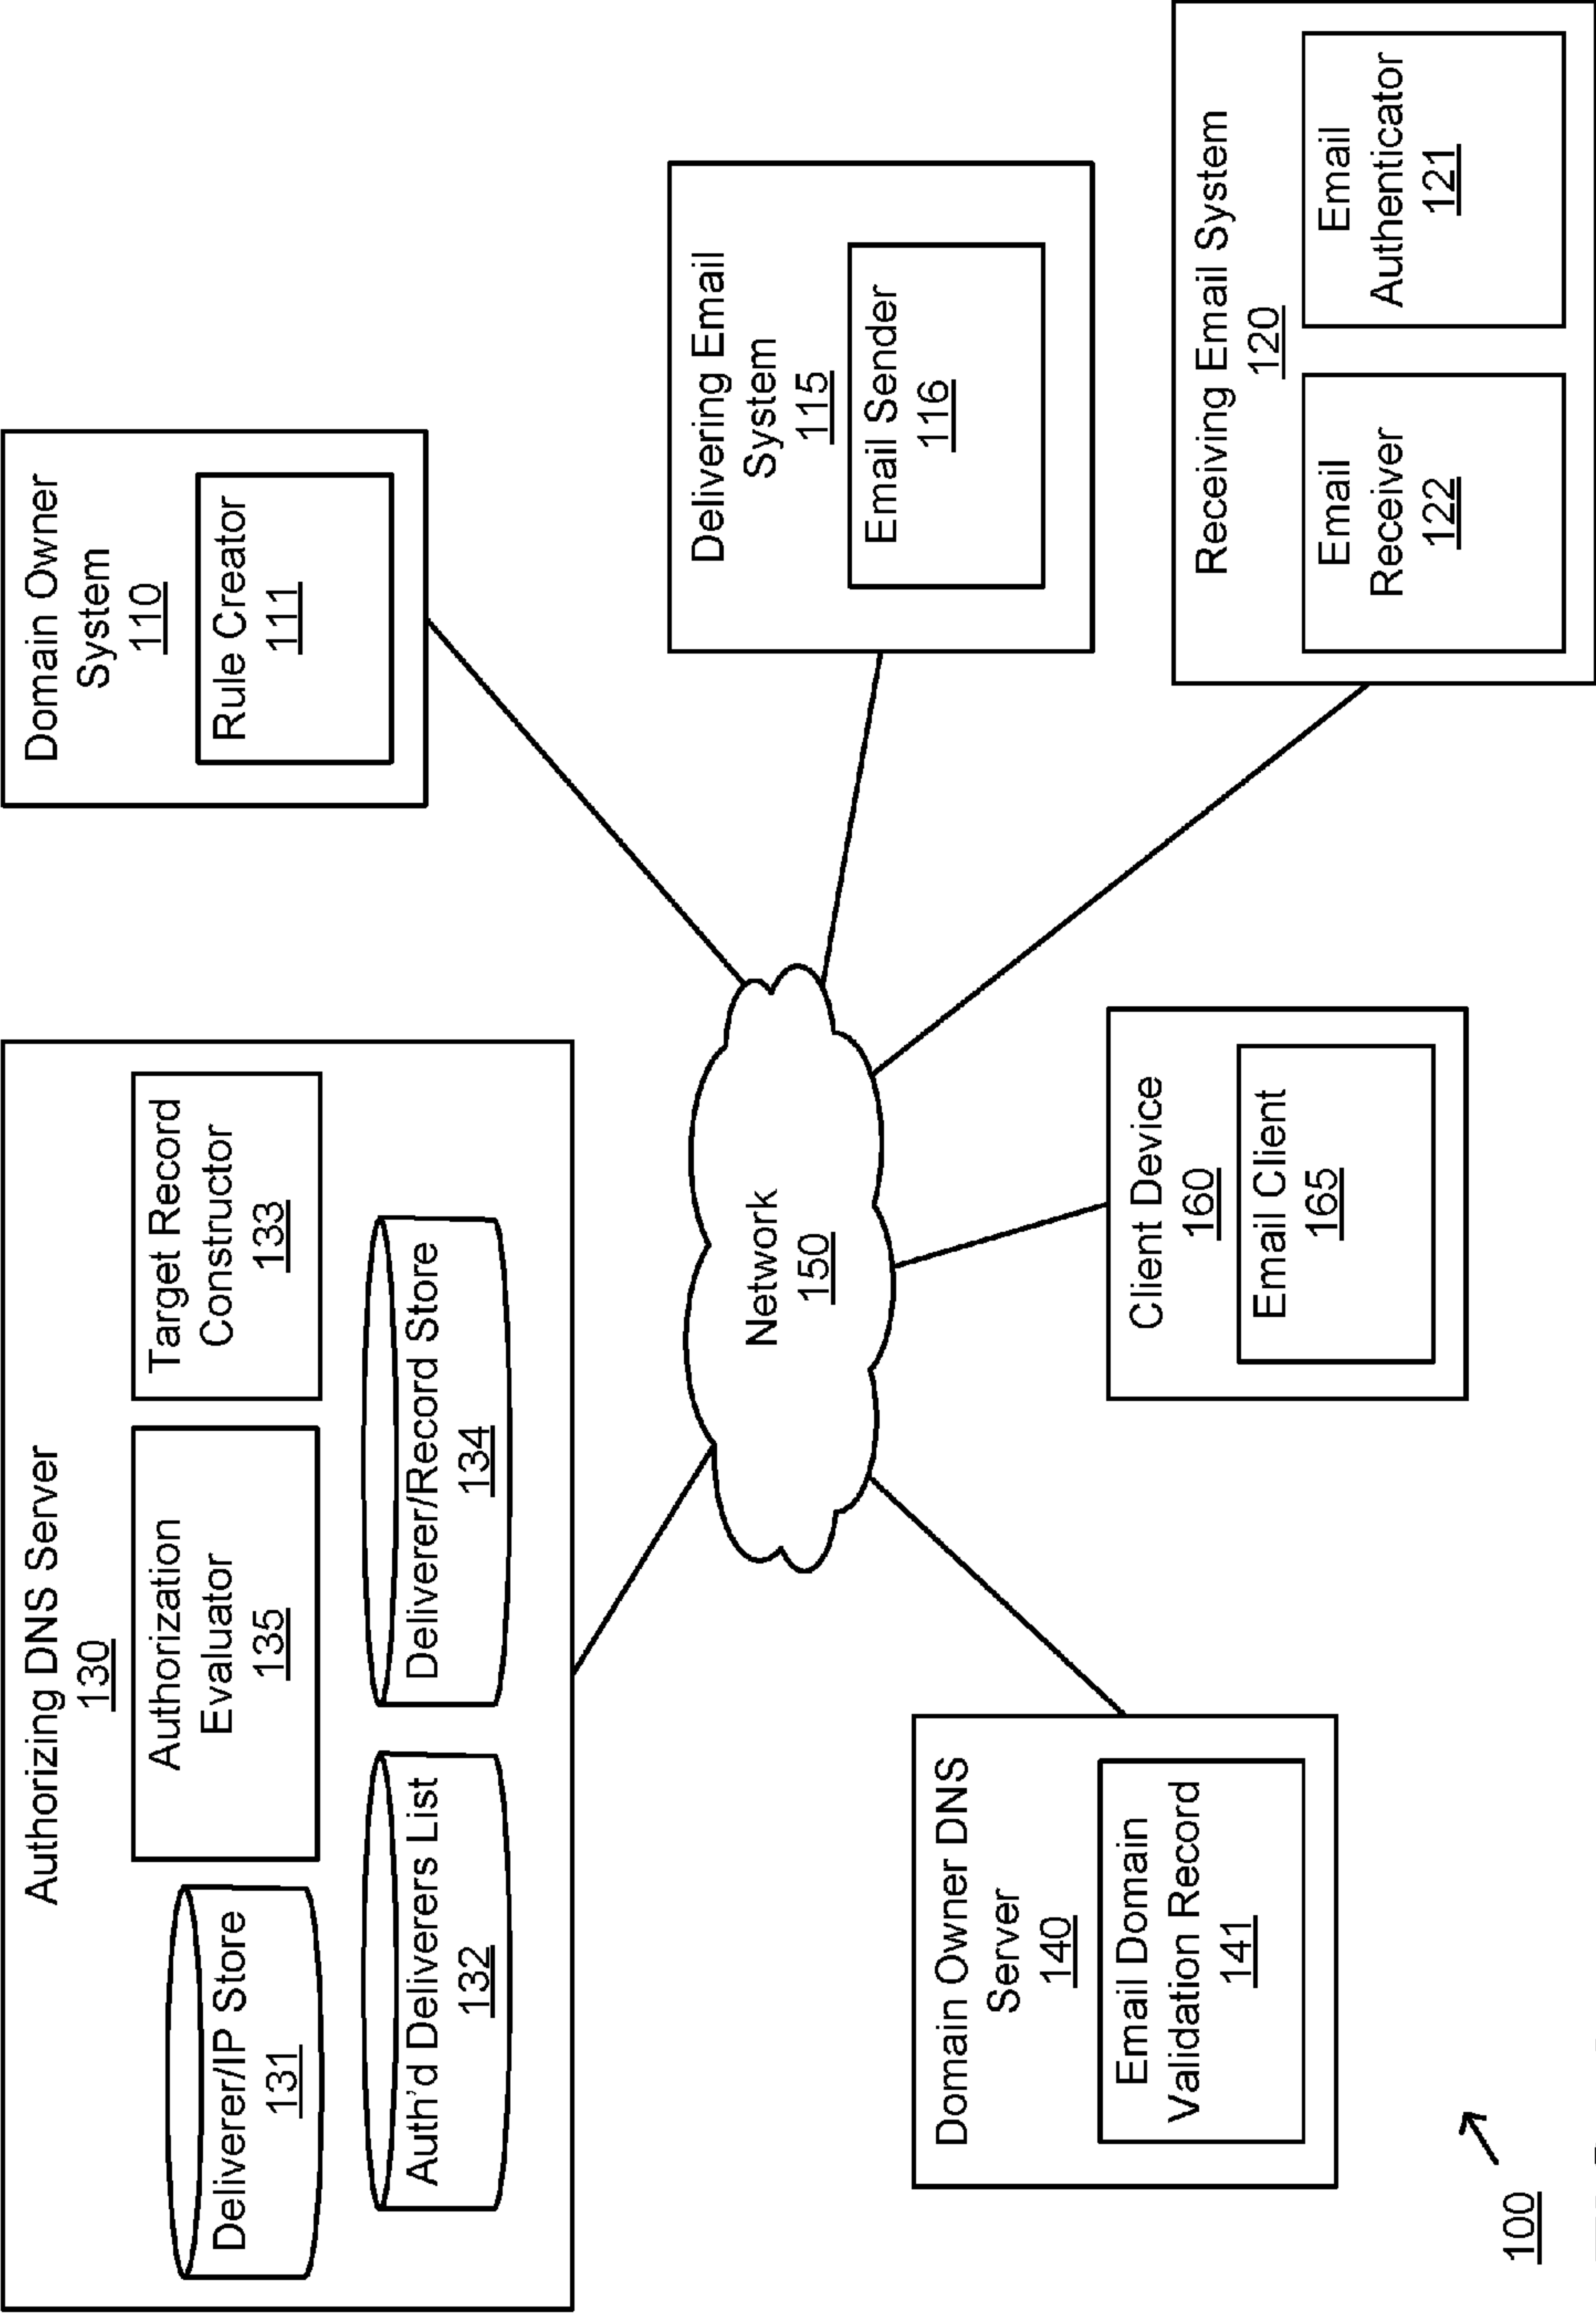 Authorizing DNS Server
130
Deliverer/IP Store
131
Authorization
Evaluator
135
Target Record
Constructor
133
Auth'd Deliverers List
132
Deliverer/Record Store
134
Domain Owner
System
110
Rule Creator
111
Network
150
Delivering Email
System
115
Email Sender
116
Domain Owner DNS
Server
140
Email Domain
Validation Record
141
Client Device
160
Email Client
165
Receiving Email System
120
Email
Receiver
122
Email
Authenticator
121
100